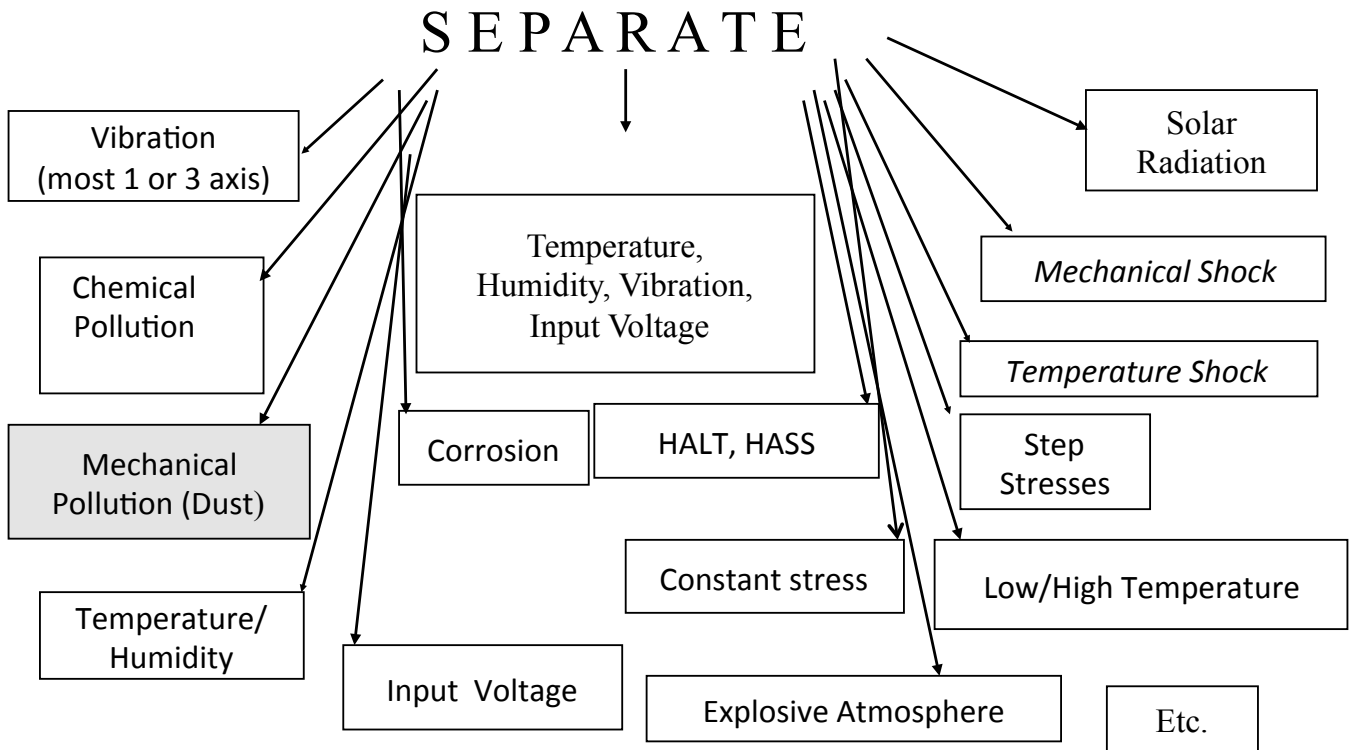 S E P A R A T E
Vibration
(most 1 or 3 axis)
Solar
Radiation
Chemical
Pollution
Temperature,
Humidity, Vibration,
Input Voltage
Mechanical Shock
Temperature Shock
Mechanical
Pollution (Dust)
Corrosion
HALT, HASS
Step
Stresses
Temperature/
Humidity
Input Voltage
Constant stress
Low/High Temperature
Explosive Atmosphere
Etc.